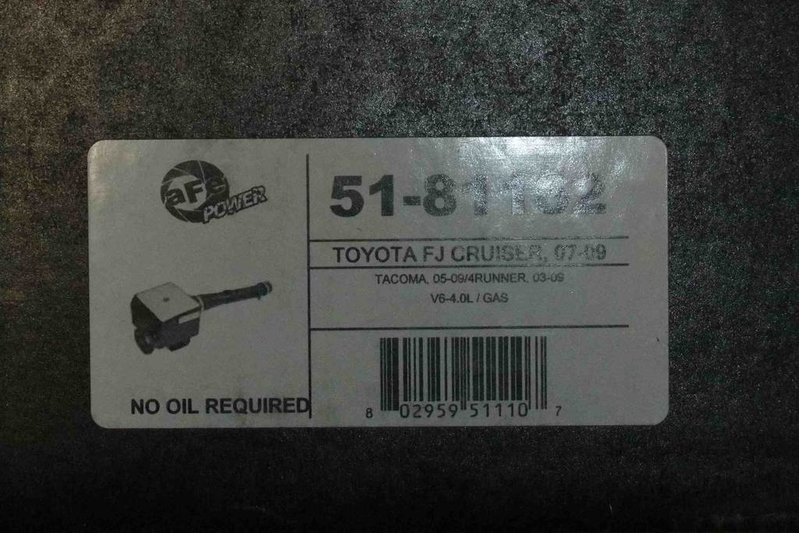 aFe
POWER
51-81162
TOYOTA FJ CRUISER, 07-09
TACOMA, 05-09/4RUNNER, 03-09
V6-4.0L / GAS
NO OIL REQUIRED
8 02959 51110 7